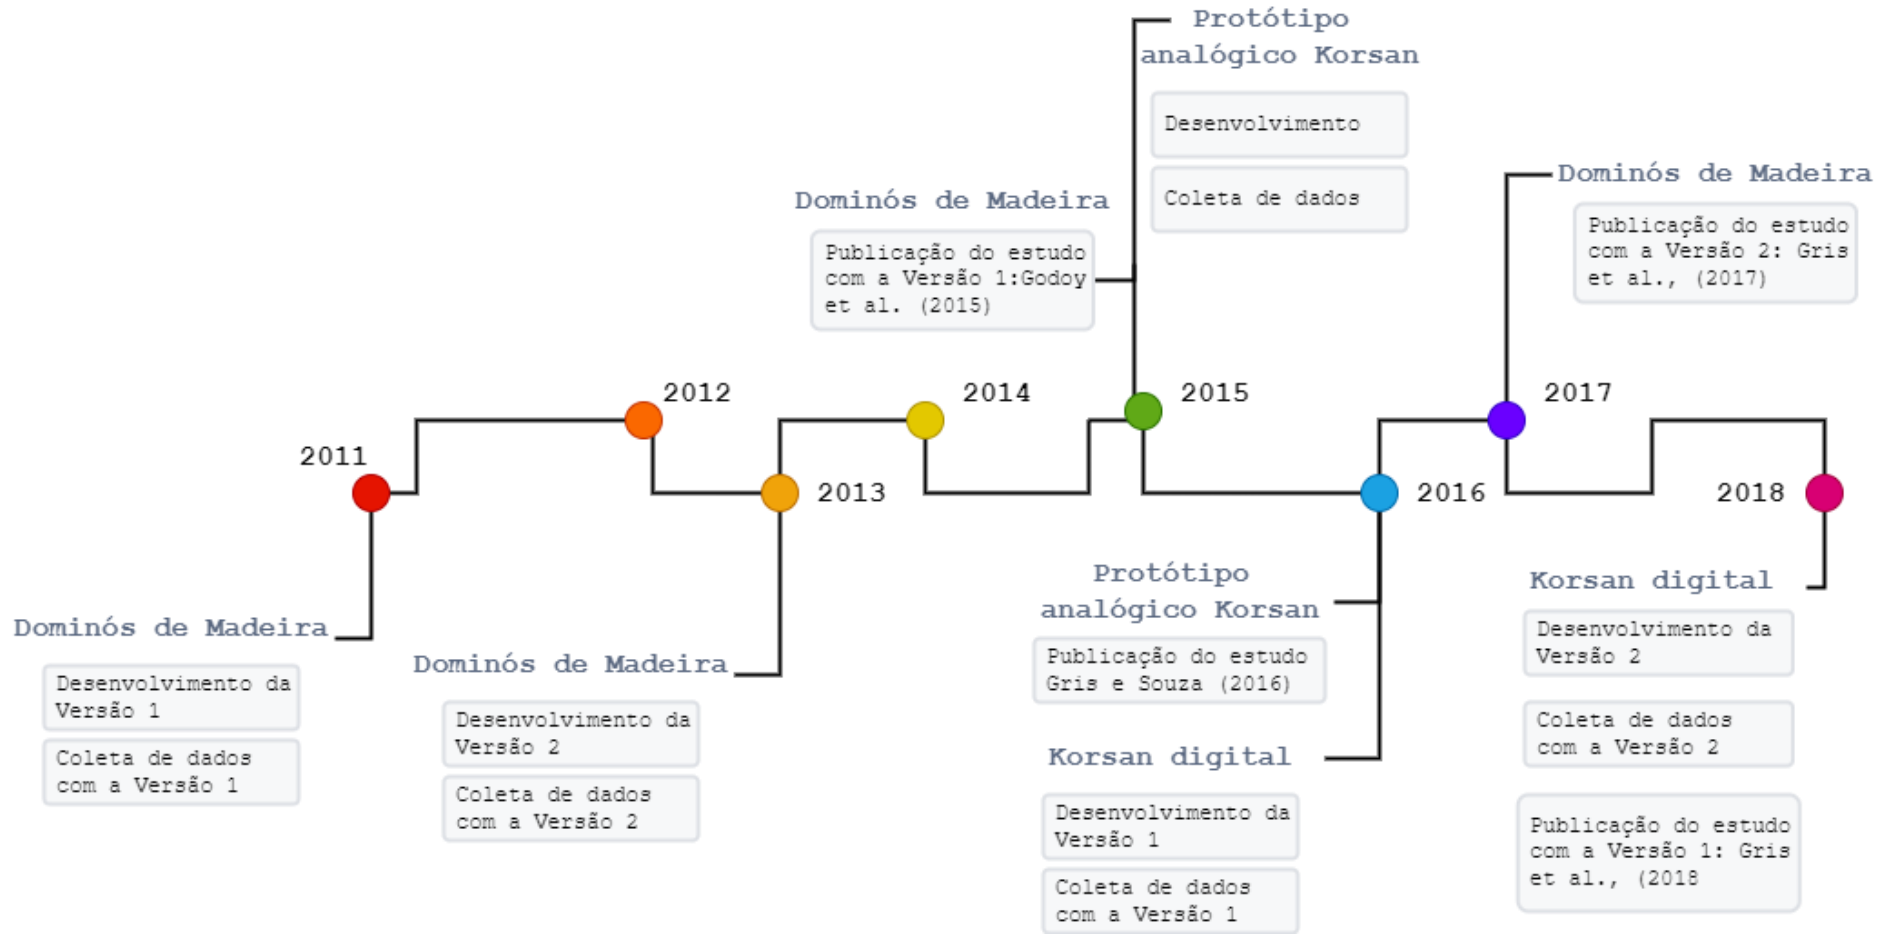 2011
Dominós de Madeira
Desenvolvimento da
Versão 1
Coleta de dados
com a Versão 1
2012
2013
Dominós de Madeira
Desenvolvimento da
Versão 2
Coleta de dados
com a Versão 2
2014
2015
Dominós de Madeira
Publicação do estudo
com a Versão 1:Godoy
et al. (2015)
Protótipo
analógico Korsan
Desenvolvimento
Coleta de dados
2016
Protótipo
analógico Korsan
Publicação do estudo
Gris e Souza (2016)
Korsan digital
Desenvolvimento da
Versão 1
Coleta de dados
com a Versão 1
2017
Dominós de Madeira
Publicação do estudo
com a Versão 2: Gris
et al., (2017)
2018
Korsan digital
Desenvolvimento da
Versão 2
Coleta de dados
com a Versão 2
Publicação do estudo
com a Versão 1: Gris
et al., (2018